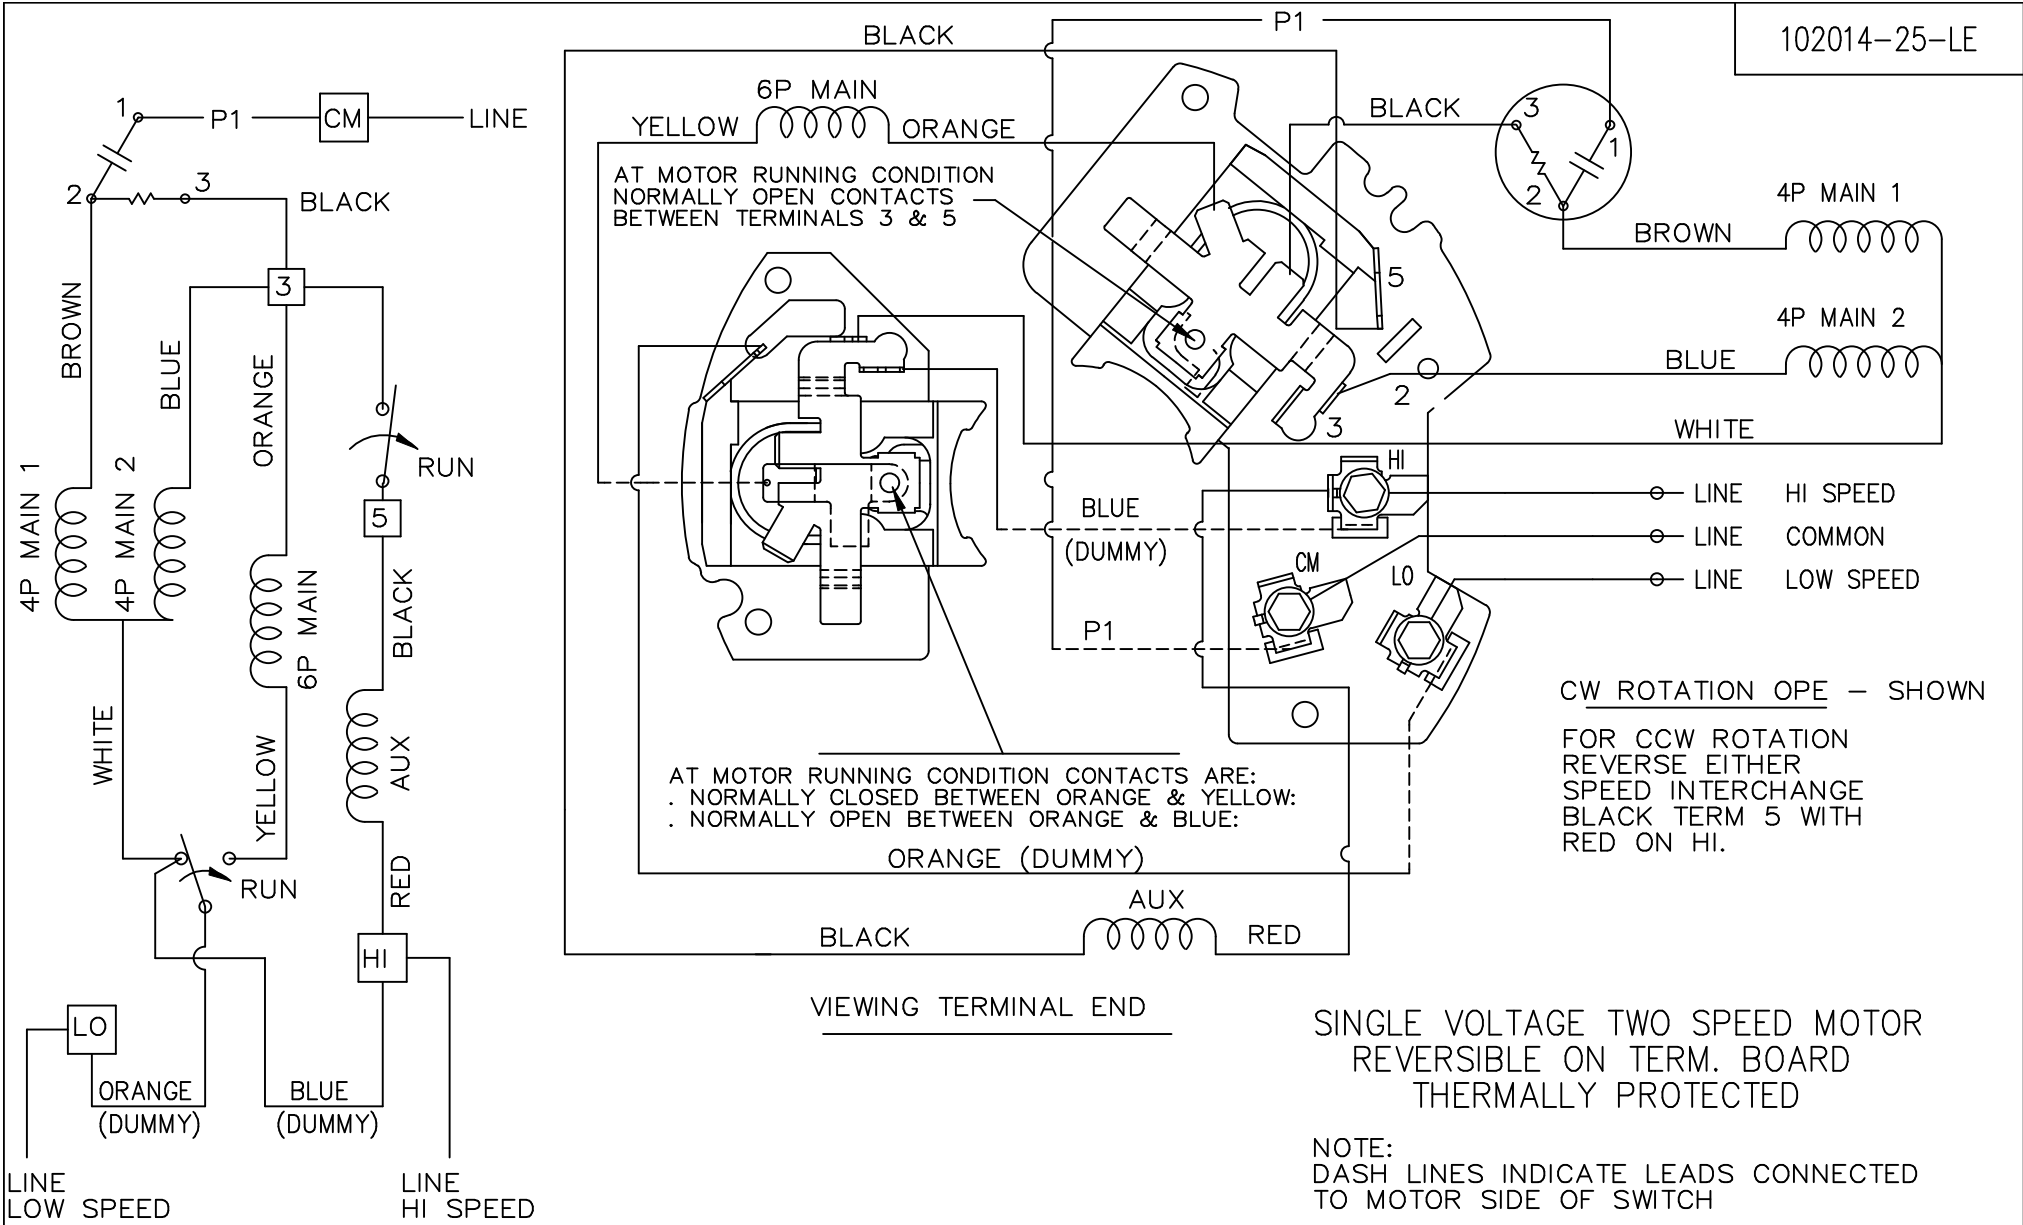 102014-25-LE
1
P1
CM
LINE
2
3
BLACK
3
BROWN
BLUE
ORANGE
RUN
5
4P MAIN 1
4P MAIN 2
6P MAIN
BLACK
WHITE
YELLOW
AUX
RED
RUN
HI
LO
ORANGE
(DUMMY)
BLUE
(DUMMY)
LINE
LOW SPEED
LINE
HI SPEED
BLACK
P1
6P MAIN
YELLOW
ORANGE
AT MOTOR RUNNING CONDITION
NORMALLY OPEN CONTACTS
BETWEEN TERMINALS 3 & 5
BLACK
3
1
2
4P MAIN 1
BROWN
5
4P MAIN 2
BLUE
2
3
WHITE
HI
LINE HI SPEED
BLUE
(DUMMY)
LINE COMMON
CM
LO
LINE LOW SPEED
P1
CW ROTATION OPE – SHOWN
FOR CCW ROTATION
REVERSE EITHER
SPEED INTERCHANGE
BLACK TERM 5 WITH
RED ON HI.
AT MOTOR RUNNING CONDITION CONTACTS ARE:
. NORMALLY CLOSED BETWEEN ORANGE & YELLOW:
. NORMALLY OPEN BETWEEN ORANGE & BLUE:
ORANGE (DUMMY)
AUX
BLACK
RED
VIEWING TERMINAL END
SINGLE VOLTAGE TWO SPEED MOTOR
REVERSIBLE ON TERM. BOARD
THERMALLY PROTECTED
NOTE:
DASH LINES INDICATE LEADS CONNECTED
TO MOTOR SIDE OF SWITCH